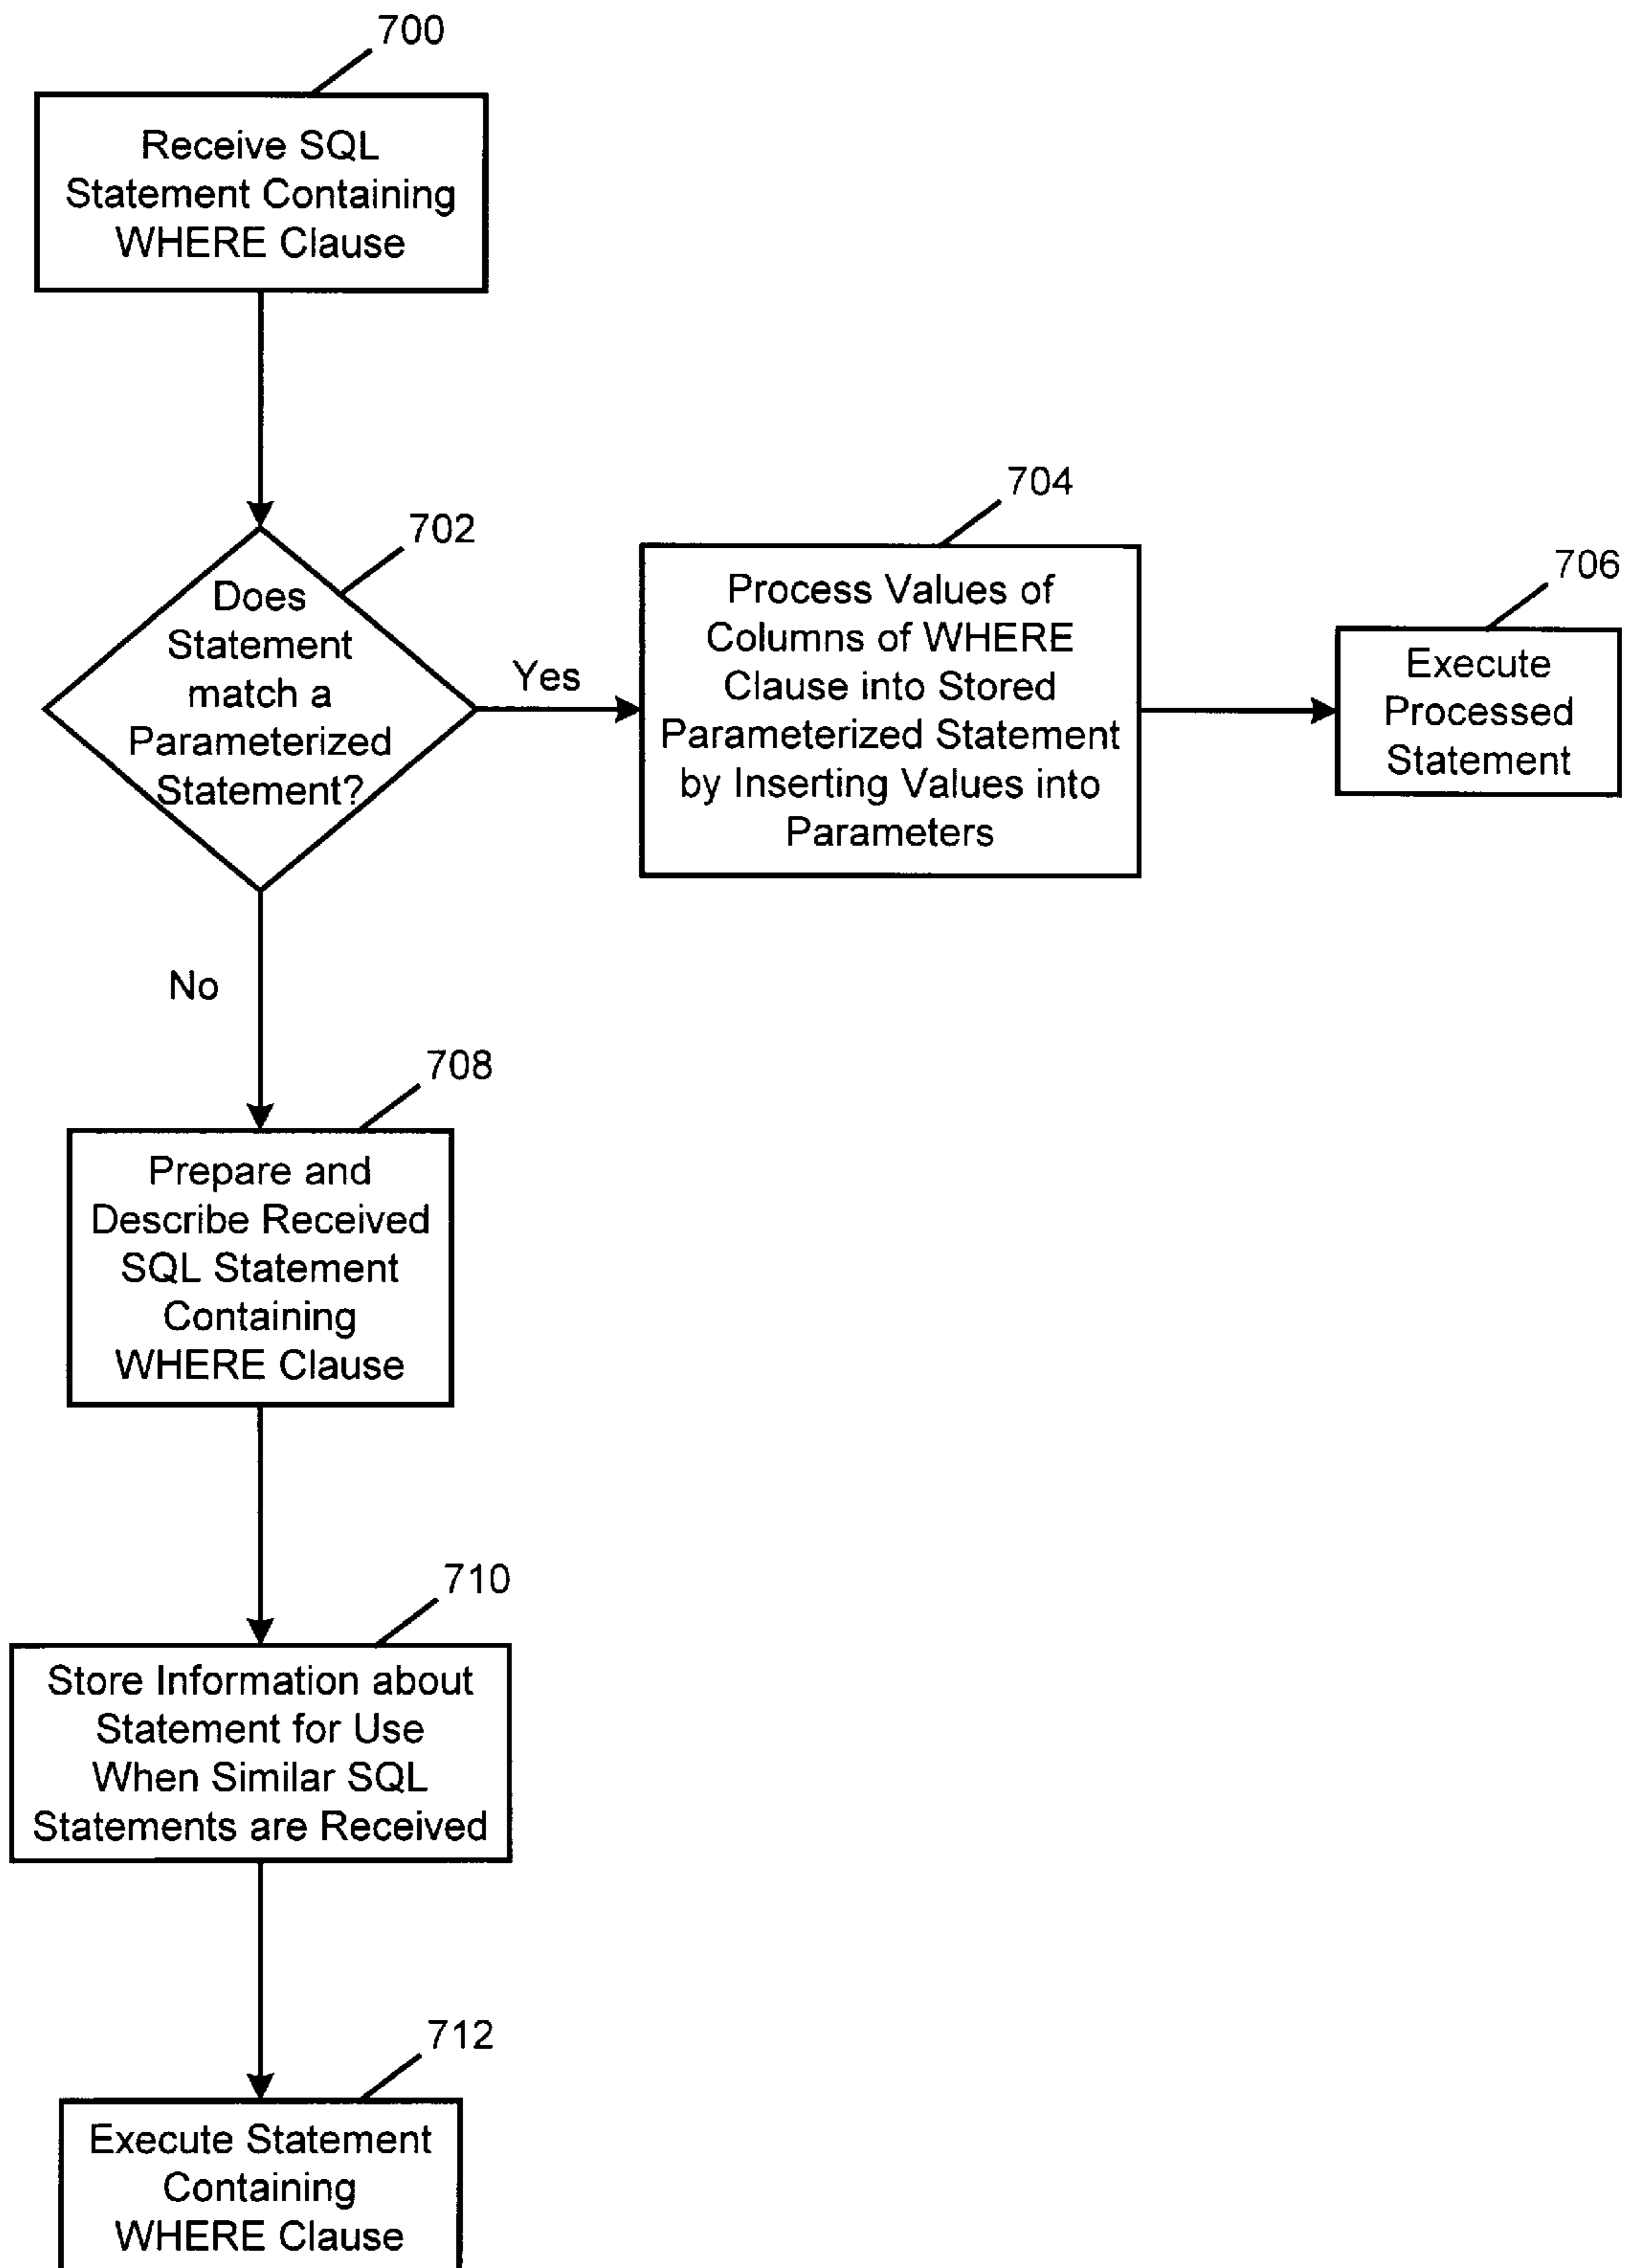 700
Receive SQL
Statement Containing
WHERE Clause
702
Does
Statement
match a
Parameterized
Statement?
Yes
704
Process Values of
Columns of WHERE
Clause into Stored
Parameterized Statement
by Inserting Values into
Parameters
706
Execute
Processed
Statement
No
708
Prepare and
Describe Received
SQL Statement
Containing
WHERE Clause
710
Store Information about
Statement for Use
When Similar SQL
Statements are Received
712
Execute Statement
Containing
WHERE Clause